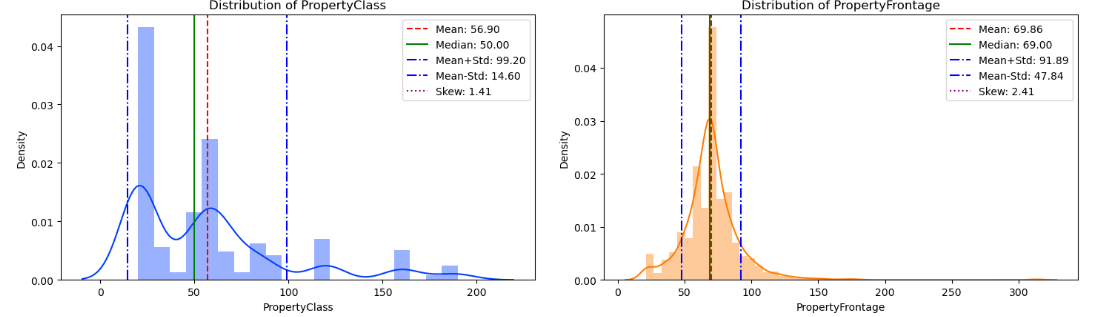 Distribution of PropertyClass
Mean: 56.90
Median: 50.00
Mean+Std: 99.20
Mean-Std: 14.60
Skew: 1.41
Density
0.04
0.03
0.02
0.01
0.00
0 50 100 150 200
PropertyClass
Distribution of PropertyFrontage
Mean: 69.86
Median: 69.00
Mean+Std: 91.89
Mean-Std: 47.84
Skew: 2.41
Density
0.04
0.03
0.02
0.01
0.00
0 50 100 150 200 250 300
PropertyFrontage